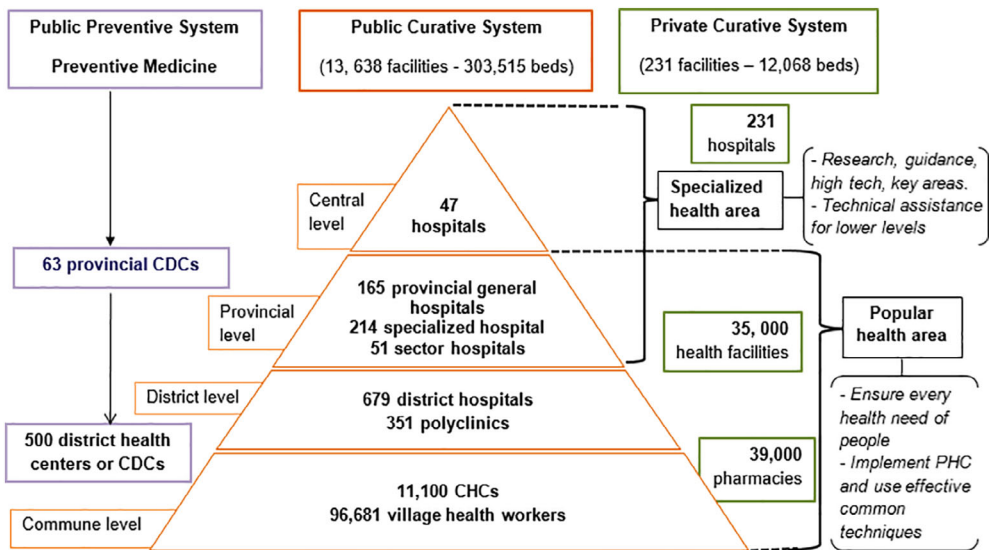 Public Preventive System
Preventive Medicine
63 provincial CDCs
500 district health
centers or CDCs
Public Curative System
(13, 638 facilities - 303,515 beds)
Private Curative System
(231 facilities – 12,068 beds)
Central
level
47
hospitals
Provincial
level
165 provincial general
hospitals
214 specialized hospital
51 sector hospitals
District level
679 district hospitals
351 polyclinics
Commune level
11,100 CHCs
96,681 village health workers
231
hospitals
35, 000
health facilities
39,000
pharmacies
Specialized
health area
- Research, guidance,
high tech, key areas.
- Technical assistance
for lower levels
Popular
health area
- Ensure every
health need of
people
- Implement PHC
and use effective
common
techniques